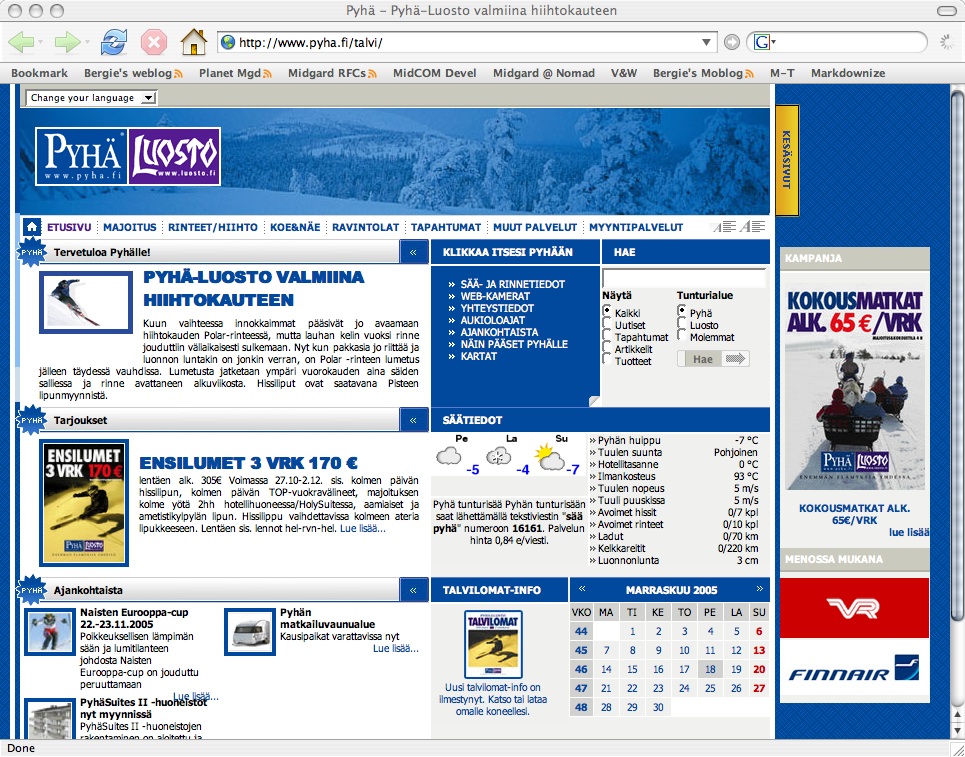 Pyhä – Pyhä-Luosto valmiina hiihtokauteen
http://www.pyha.fi/talvi/
G
Bookmark Bergie's weblog Planet Mgd Midgard RFCs MidCOM Devel Midgard @ Nomad V&W Bergie's Moblog M-T Markdownize
Change your language
PYHÄ
www.pyha.fi
LUOSTO
www.luosto.fi
KESÄSIVUT
ETUSIVU MAJOITUS RINTEET/HIIHTO KOE&NÄE RAVINTOLAT TAPAHTUMAT MUUT PALVELUT MYYNTIPALVELUT
PYHÄ
Tervetuloa Pyhälle! «
PYHÄ-LUOSTO VALMIINA
HIIHTOKAUTEEN
Kuun vaihteessa innokkaimmat pääsivät jo avaamaan
hiihtokauden Polar-rinteessä, mutta lauhan kelin vuoksi rinne
jouduttiin väliaikaisesti sulkemaan. Nyt kun pakkasia jo riittää ja
luonnon luntakin on jonkin verran, on Polar -rinteen lumetus
jälleen täydessä vauhdissa. Lumetusta jatketaan ympäri vuorokauden aina säiden
salliessa ja rinne avattaneen alkuviikosta. Hissiliput ovat saatavana Pisteen
lipunmyynnistä.
KLIKKAA ITSESI PYHÄÄN
» SÄÄ- JA RINNETIEDOT
» WEB-KAMERAT
» YHTEYSTIEDOT
» AUKIOLOAJAT
» AJANKOHTAISTA
» NÄIN PÄÄSET PYHÄLLE
» KARTAT
HAE
Näytä Tunturialue
Kaikki Pyhä
Uutiset Luosto
Tapahtumat Molemmat
Artikkelit
Tuotteet
Hae
PYHÄ
Tarjoukset «
ENSILUMET
3 VRK 170 €
PYHÄ LUOSTO
ENSILUMET 3 VRK 170 €
lentäen alk. 305€ Voimassa 27.10-2.12. sis. kolmen päivän
hissilipun, kolmen päivän TOP-vuokravälineet, majoituksen
kolme yötä 2hh hotellihuoneessa/HolySuitessa, aamiaiset ja
ametistikylpylän lipun. Hissilippu vaihdettavissa kolmeen ateria
lipukkeeseen. Lentäen sis. lennot hel-rvn-hel. Lue lisää...
SÄÄTIEDOT
Pe La Su
-5 -4 -7
Pyhä tunturisää Pyhän tunturisään
saat lähettämällä tekstiviestin "sää
pyhä" numeroon 16161. Palvelun
hinta 0,84 e/viesti.
» Pyhän huippu -7 °C
» Tuulen suunta Pohjoinen
» Hotellitasanne 0 °C
» Ilmankosteus 93 °C
» Tuulen nopeus 5 m/s
» Tuuli puuskissa 5 m/s
» Avoimet hissit 0/7 kpl
» Avoimet rinteet 0/10 kpl
» Ladut 0/70 km
» Kelkkareitit 0/220 km
» Luonnonlunta 3 cm
PYHÄ
Ajankohtaista «
Naisten Eurooppa-cup
22.-23.11.2005
Poikkeuksellisen lämpimän
sään ja lumitilanteen
johdosta Naisten
Eurooppa-cup on jouduttu
peruuttamaan
Lue lisää...
Pyhän
matkailuvaunualue
Kausipaikat varattavissa nyt
Lue lisää...
PyhäSuites II -huoneistot
nyt myynnissä
PyhäSuites II -huoneistojen
rakentaminen on aloitettu ja
TALVILOMAT-INFO
TALVILOMAT
Uusi talvilomat-info on
ilmestynyt. Katso tai lataa
omalle koneellesi.
« MARRASKUU 2005 »
VKO MA TI KE TO PE LA SU
44 1 2 3 4 5 6
45 7 8 9 10 11 12 13
46 14 15 16 17 18 19 20
47 21 22 23 24 25 26 27
48 28 29 30
KAMPANJA
KOKOUSMATKAT
ALK. 65 €/VRK
PYHÄ LUOSTO
ENEMMÄN ELÄMYKSIÄ YHDESSÄ...
KOKOUSMATKAT ALK.
65€/VRK
lue lisää
MENOSSA MUKANA
VR
FINNAIR
Done